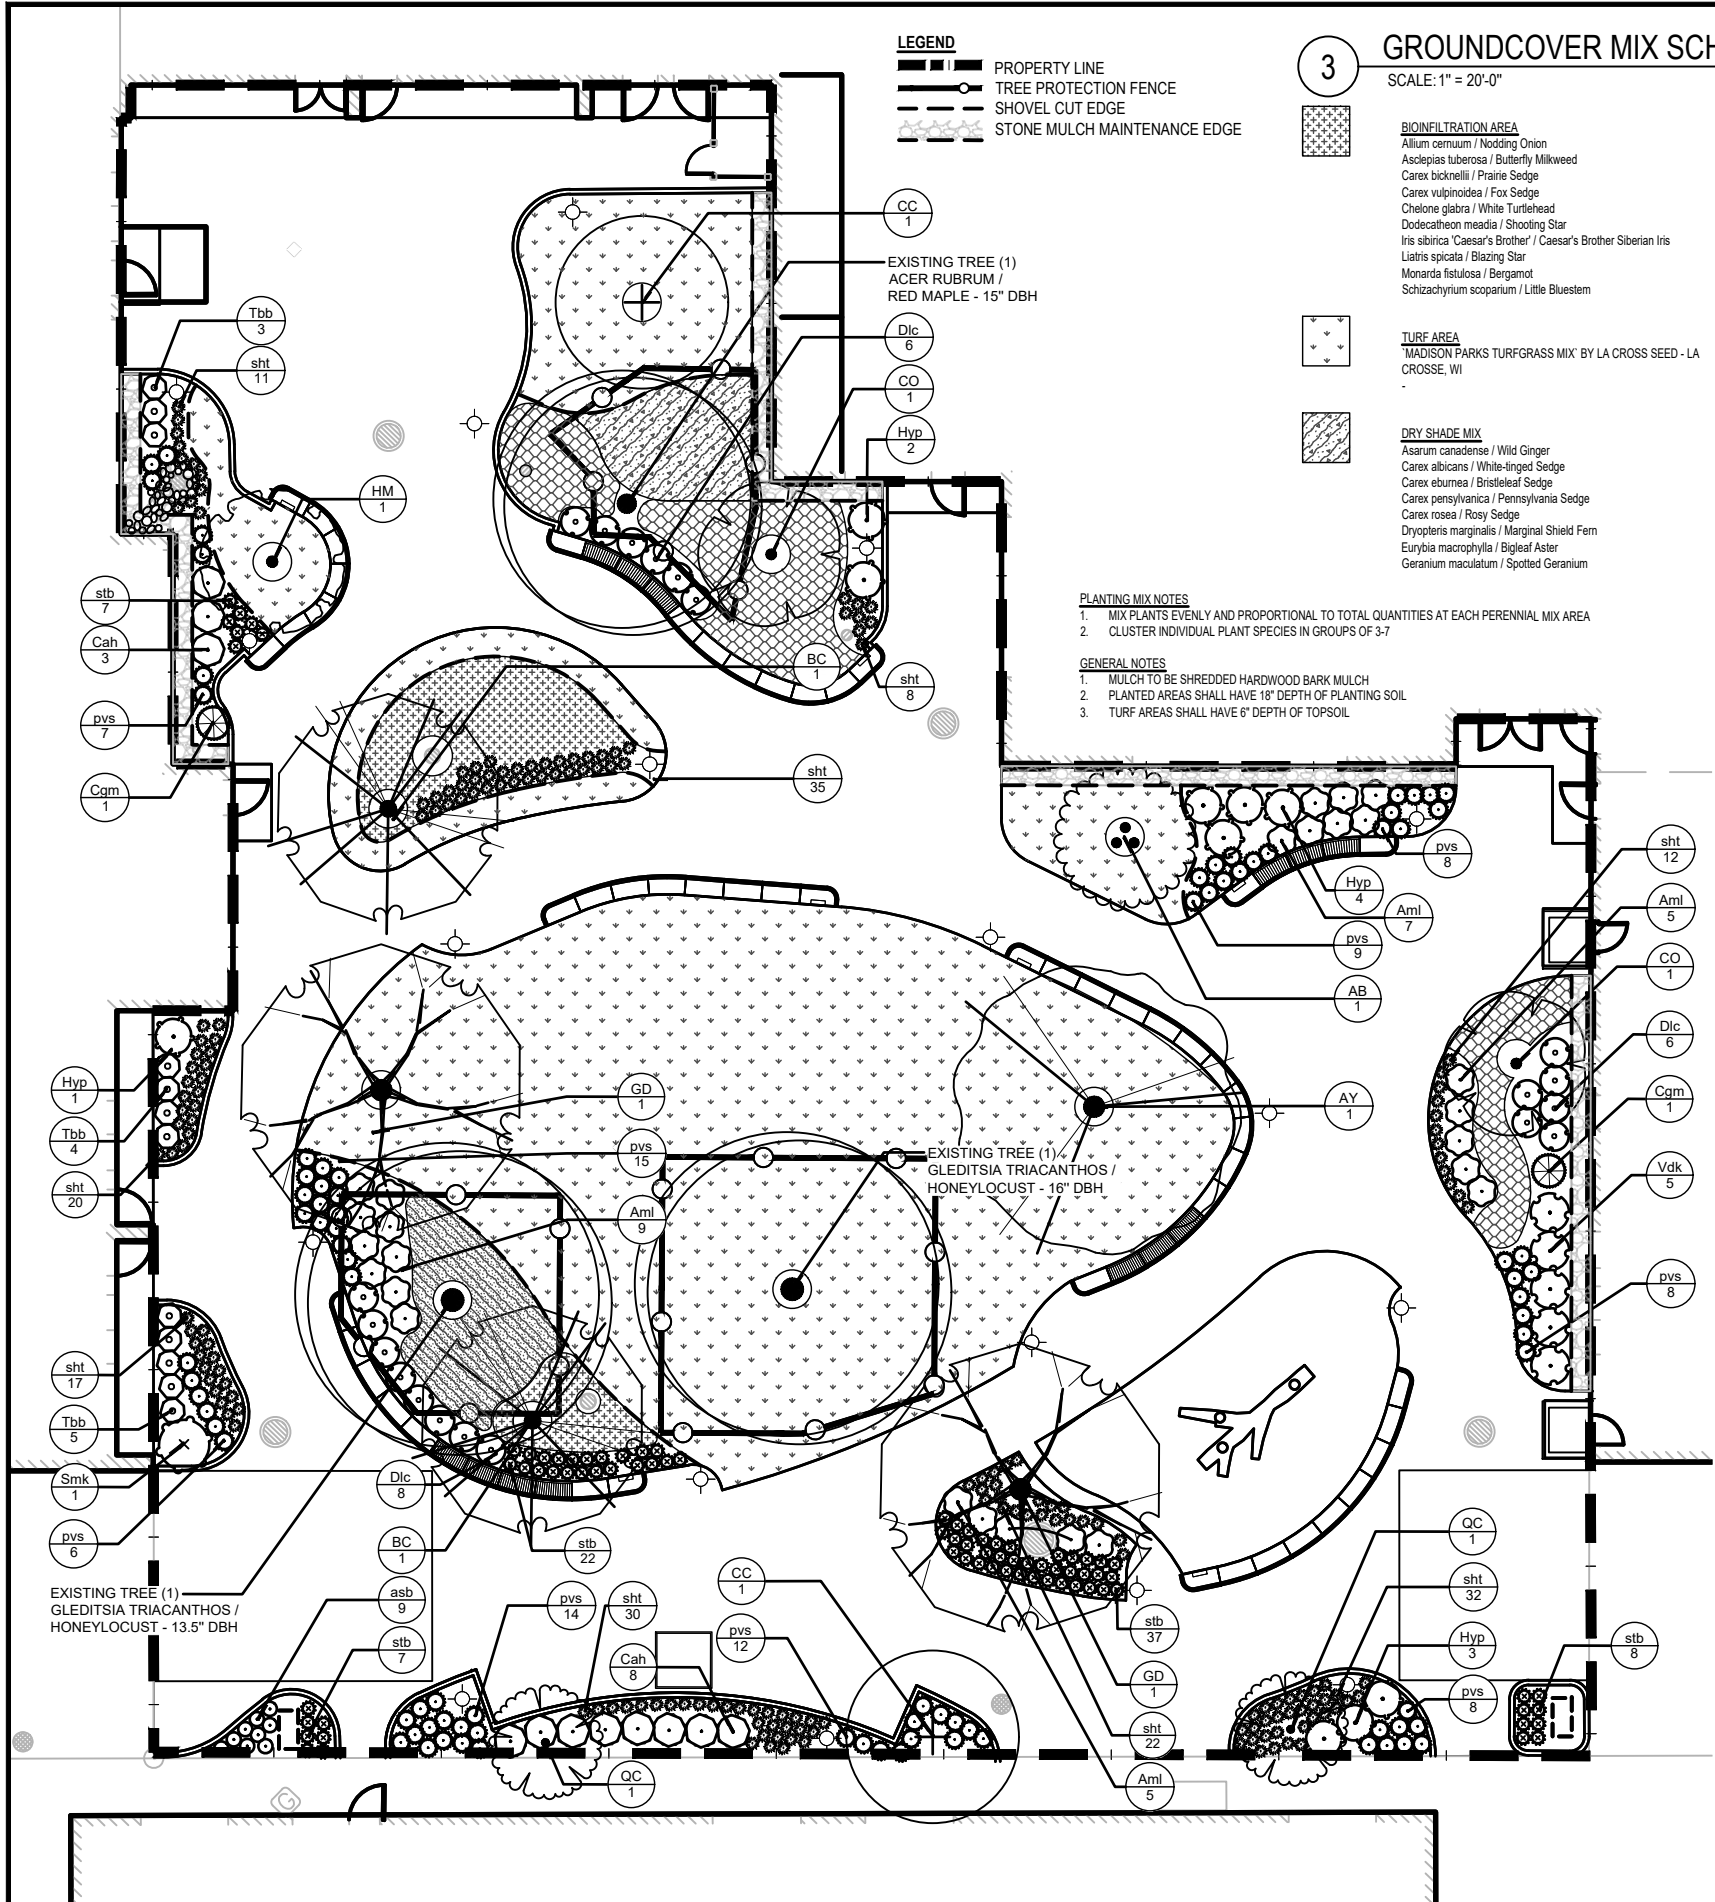 LEGEND
PROPERTY LINE
TREE PROTECTION FENCE
SHOVEL CUT EDGE
STONE MULCH MAINTENANCE EDGE
3
GROUNDCOVER MIX SCH
SCALE: 1" = 20'-0"
BIOINFILTRATION AREA
Allium cernuum / Nodding Onion
Asclepias tuberosa / Butterfly Milkweed
Carex bicknellii / Prairie Sedge
Carex vulpinoidea / Fox Sedge
Chelone glabra / White Turtlehead
Dodecatheon meadia / Shooting Star
Iris sibirica 'Caesar's Brother' / Caesar's Brother Siberian Iris
Liatris spicata / Blazing Star
Monarda fistulosa / Bergamot
Schizachyrium scoparium / Little Bluestem
TURF AREA
`MADISON PARKS TURFGRASS MIX` BY LA CROSS SEED - LA
CROSSE, WI
-
DRY SHADE MIX
Asarum canadense / Wild Ginger
Carex albicans / White-tinged Sedge
Carex eburnea / Bristleleaf Sedge
Carex pensylvanica / Pennsylvania Sedge
Carex rosea / Rosy Sedge
Dryopteris marginalis / Marginal Shield Fern
Eurybia macrophylla / Bigleaf Aster
Geranium maculatum / Spotted Geranium
PLANTING MIX NOTES
1. MIX PLANTS EVENLY AND PROPORTIONAL TO TOTAL QUANTITIES AT EACH PERENNIAL MIX AREA
2. CLUSTER INDIVIDUAL PLANT SPECIES IN GROUPS OF 3-7
GENERAL NOTES
1. MULCH TO BE SHREDDED HARDWOOD BARK MULCH
2. PLANTED AREAS SHALL HAVE 18" DEPTH OF PLANTING SOIL
3. TURF AREAS SHALL HAVE 6" DEPTH OF TOPSOIL
CC
1
EXISTING TREE (1)
ACER RUBRUM /
RED MAPLE - 15" DBH
Dlc
6
CO
1
Hyp
2
BC
1
sht
8
sht
35
Tbb
3
sht
11
HM
1
stb
7
Cah
3
pvs
7
Cgm
1
pvs
8
Hyp
4
Aml
7
pvs
9
AB
1
sht
12
Aml
5
CO
1
Dlc
6
Cgm
1
Vdk
5
pvs
8
AY
1
Hyp
1
Tbb
4
sht
20
GD
1
pvs
15
Aml
9
EXISTING TREE (1)
GLEDITSIA TRIACANTHOS /
HONEYLOCUST - 16" DBH
sht
17
Tbb
5
Smk
1
pvs
6
Dlc
8
BC
1
stb
22
EXISTING TREE (1)
GLEDITSIA TRIACANTHOS /
HONEYLOCUST - 13.5" DBH
asb
9
stb
7
pvs
14
sht
30
Cah
8
CC
1
pvs
12
QC
1
stb
37
GD
1
sht
22
Aml
5
QC
1
sht
32
Hyp
3
pvs
8
stb
8
G